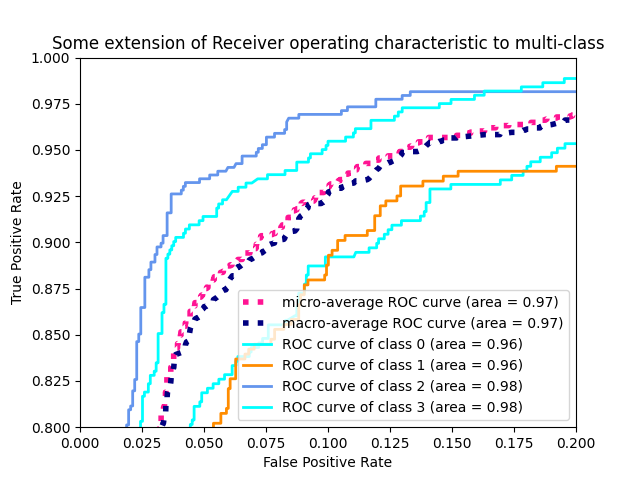 Some extension of Receiver operating characteristic to multi-class
1.000
0.975
0.950
0.925
0.900
0.875
0.850
0.825
0.800
True Positive Rate
micro-average ROC curve (area = 0.97)
macro-average ROC curve (area = 0.97)
ROC curve of class 0 (area = 0.96)
ROC curve of class 1 (area = 0.96)
ROC curve of class 2 (area = 0.98)
ROC curve of class 3 (area = 0.98)
0.000 0.025 0.050 0.075 0.100 0.125 0.150 0.175 0.200
False Positive Rate